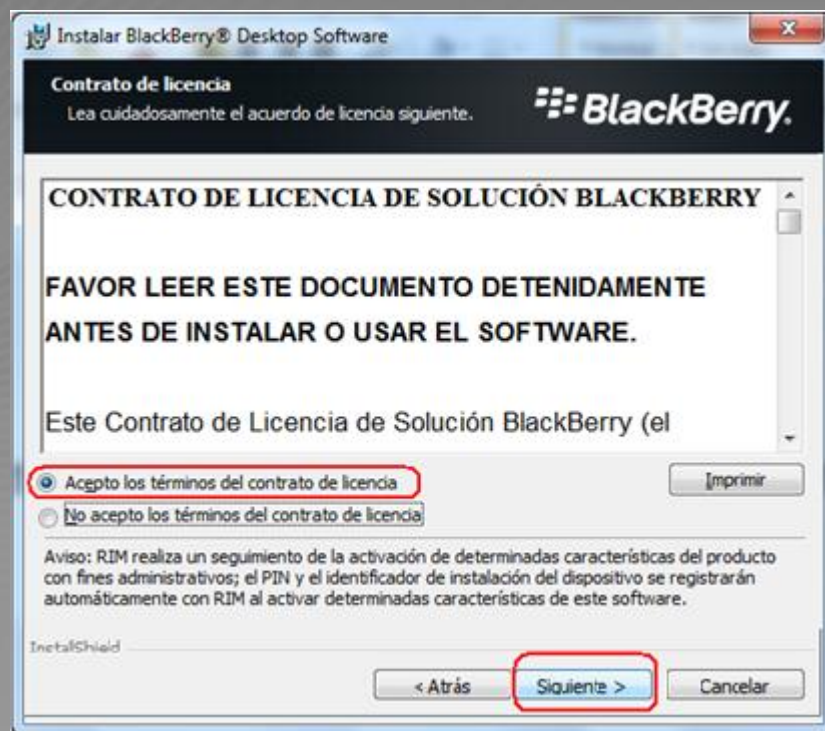 Instalar BlackBerry® Desktop Software
Contrato de licencia
Lea cuidadosamente el acuerdo de licencia siguiente.
BlackBerry.
CONTRATO DE LICENCIA DE SOLUCIÓN BLACKBERRY
FAVOR LEER ESTE DOCUMENTO DETENIDAMENTE
ANTES DE INSTALAR O USAR EL SOFTWARE.
Este Contrato de Licencia de Solución BlackBerry (el
Acepto los términos del contrato de licencia
Imprimir
No acepto los términos del contrato de licencia
Aviso: RIM realiza un seguimiento de la activación de determinadas características del producto
con fines administrativos; el PIN y el identificador de instalación del dispositivo se registrarán
automáticamente con RIM al activar determinadas características de este software.
InstallShield
< Atrás
Siguiente >
Cancelar